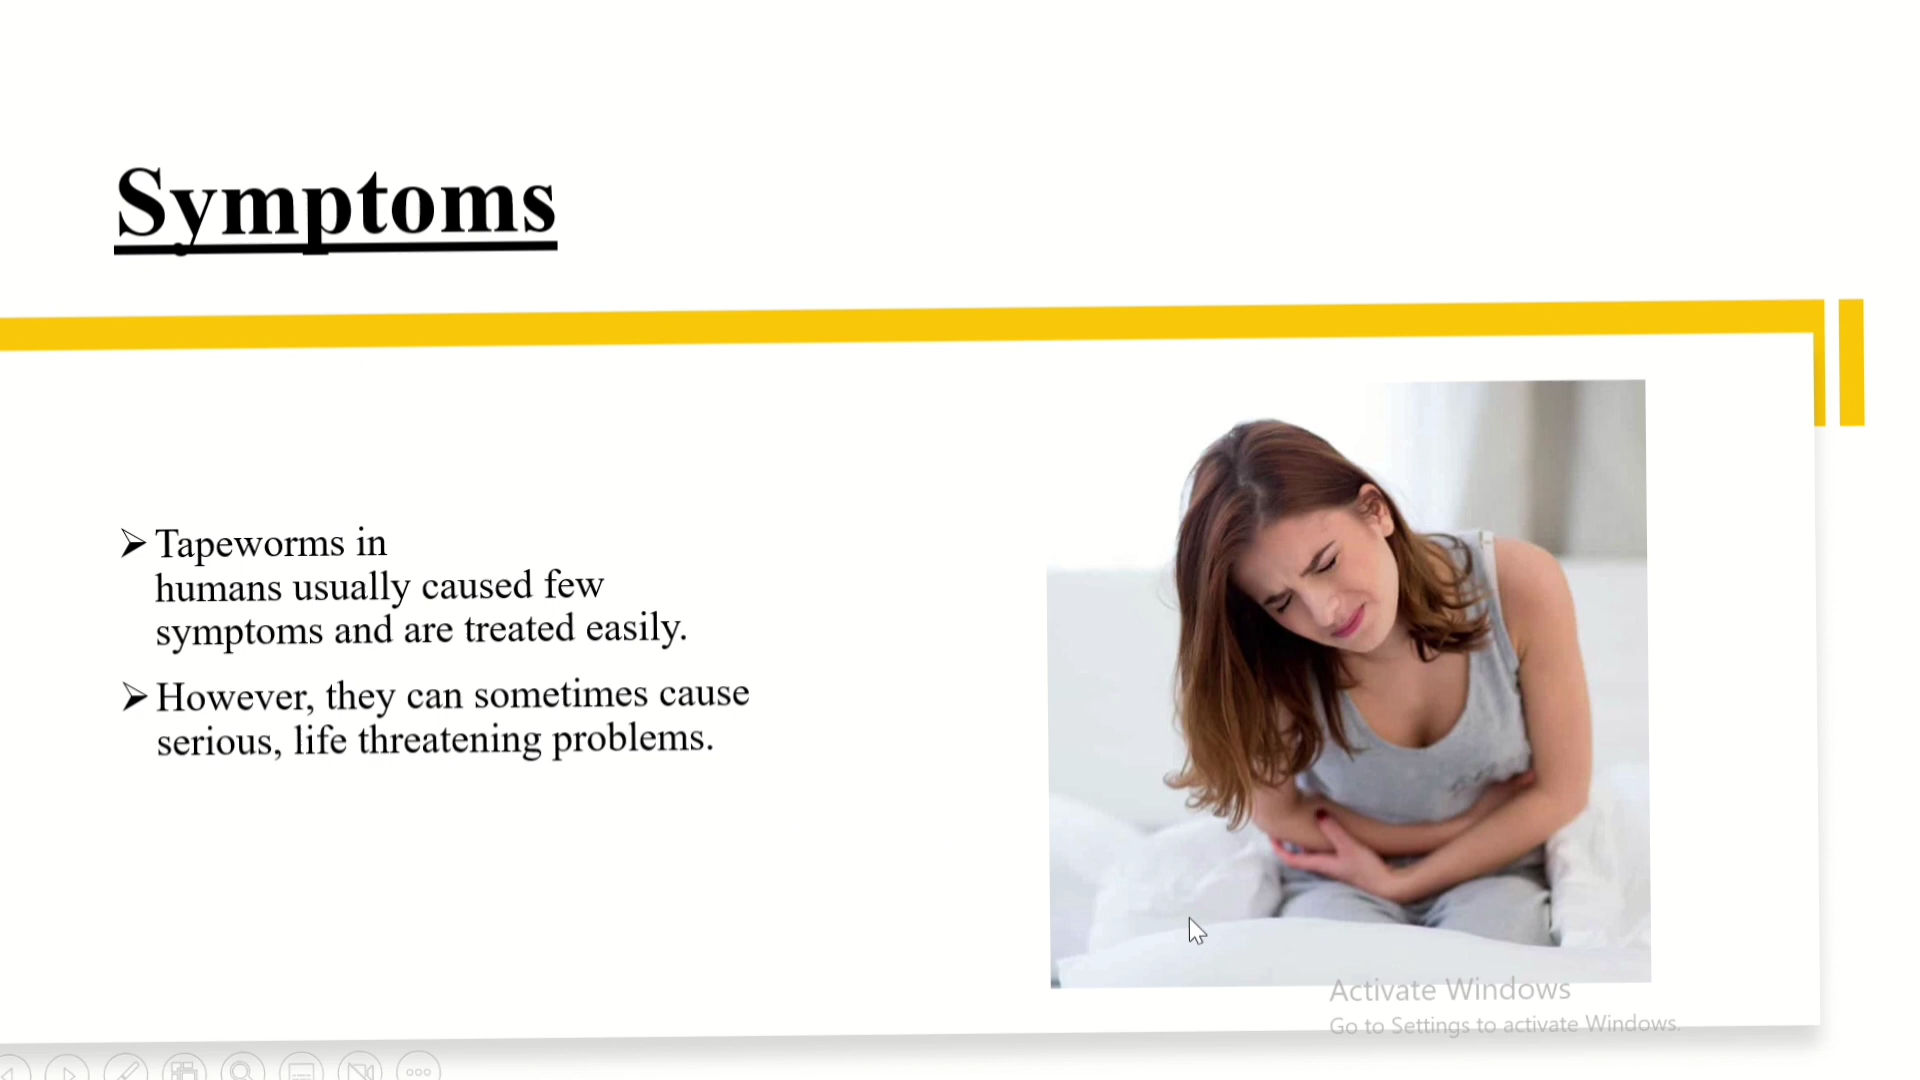 Symptoms
Tapeworms in
humans usually caused few
symptoms and are treated easily.
However, they can sometimes cause
serious, life threatening problems.
Activate Windows
Go to Settings to activate Windows.